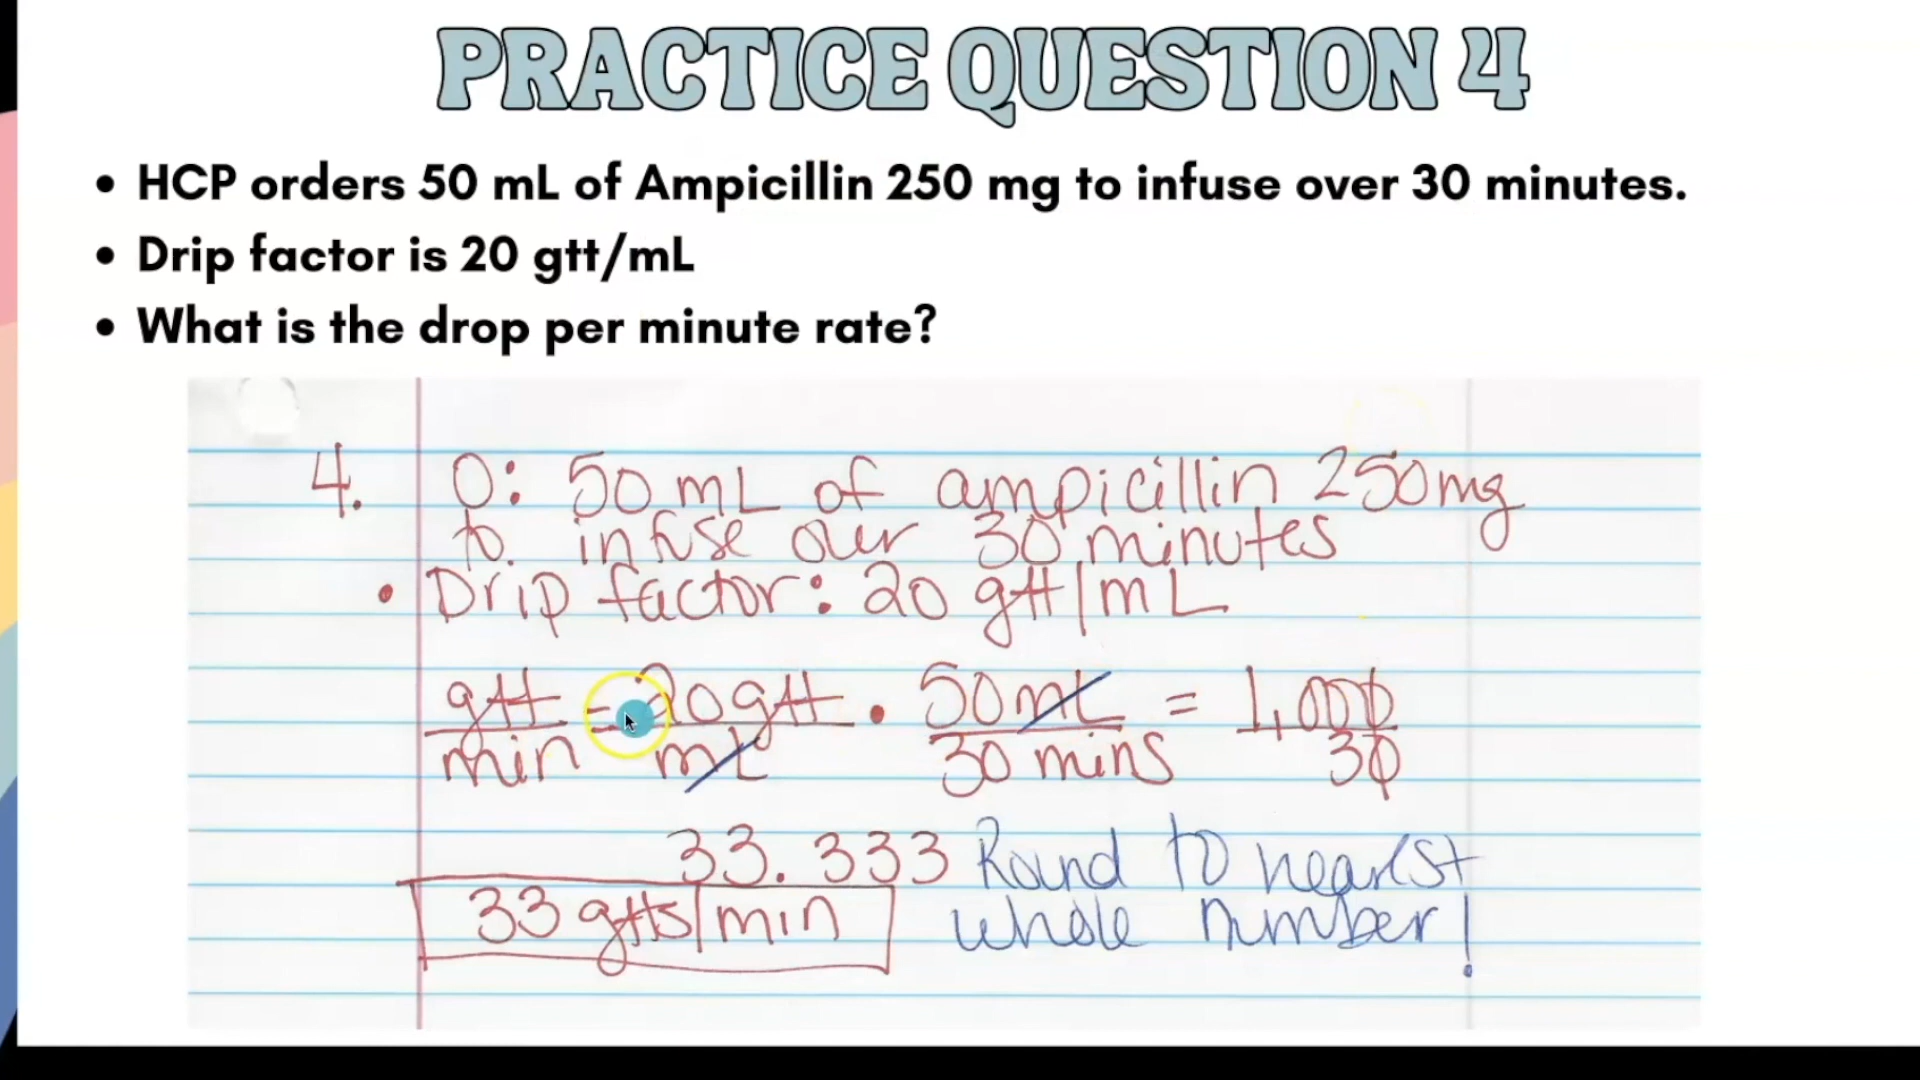 PRACTICE QUESTION 4
• HCP orders 50 mL of Ampicillin 250 mg to infuse over 30 minutes.
• Drip factor is 20 gtt/mL
• What is the drop per minute rate?
4. O: 50 mL of ampicillin 250mg
to infuse over 30 minutes
• Drip factor: 20 gtt/mL
gtt/min = 20gtt/mL • 50mL/30 mins = 1,000/30
33.333 Round to nearest
33 gtts/min whole number!